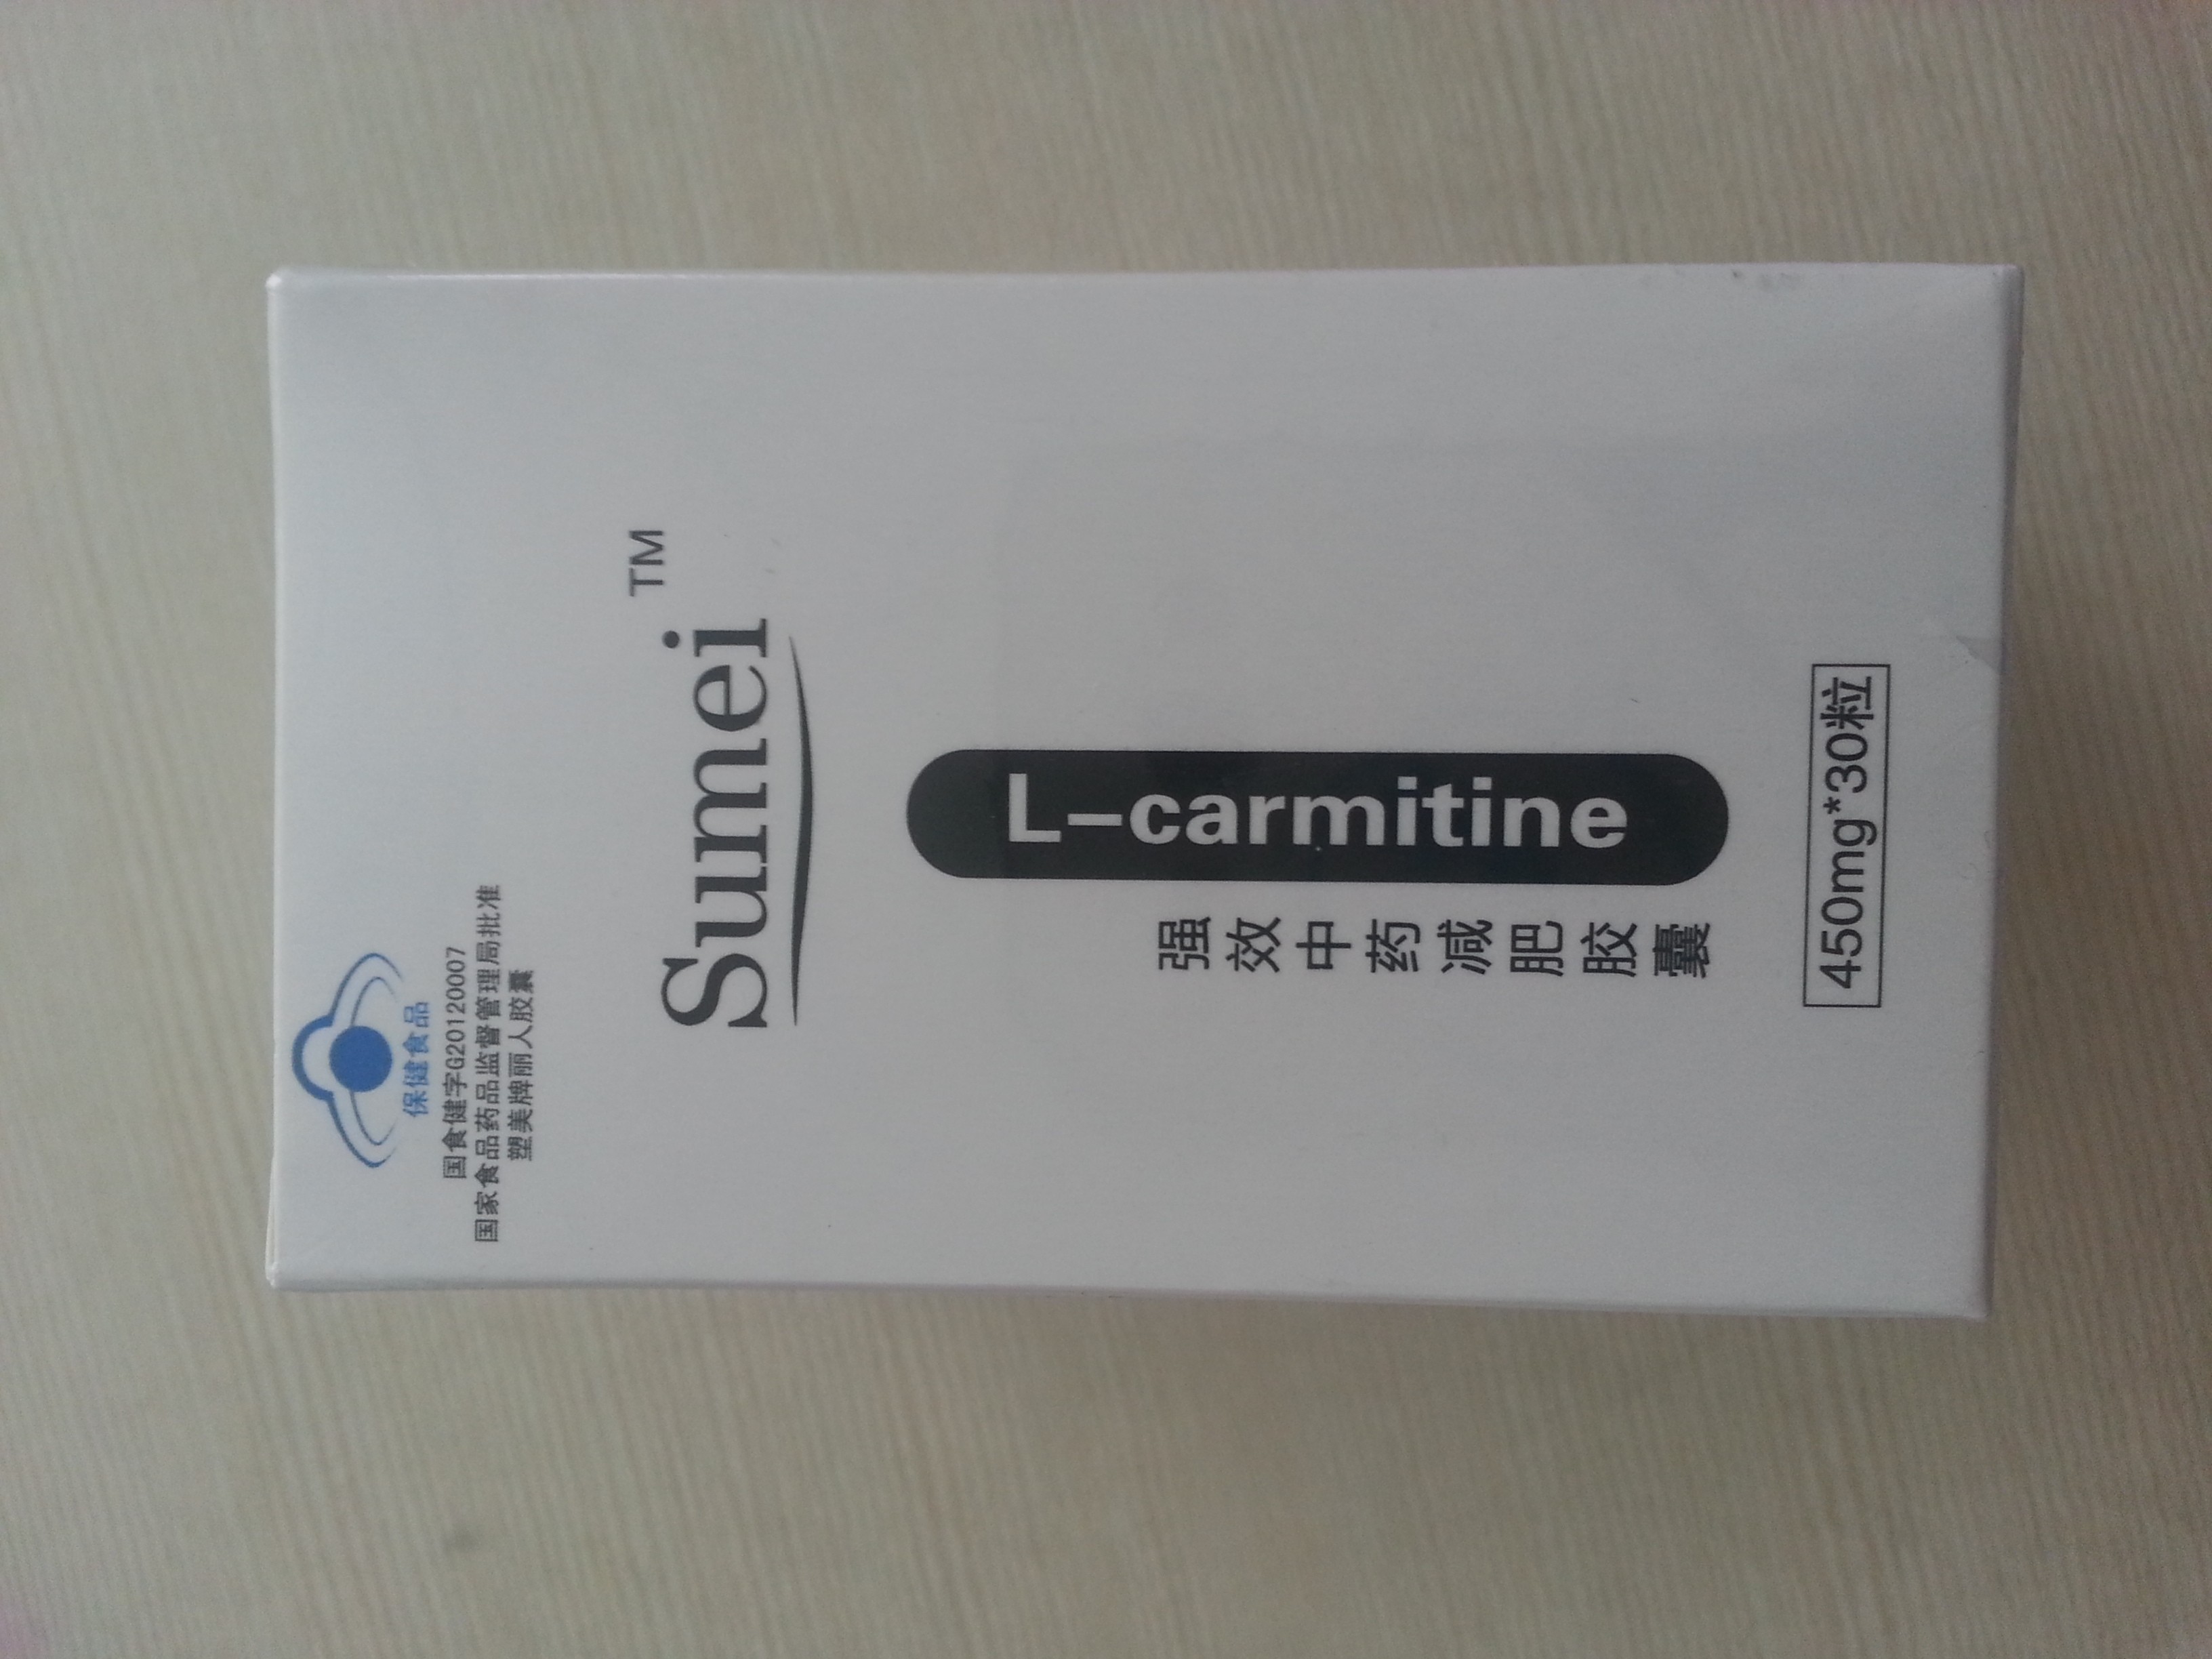 保健食品
国食健字G20120007
国家食品药品监督管理局批准
塑美牌丽人胶囊
Sumei™
L-carmitine
强效中药减肥胶囊
450mg*30粒